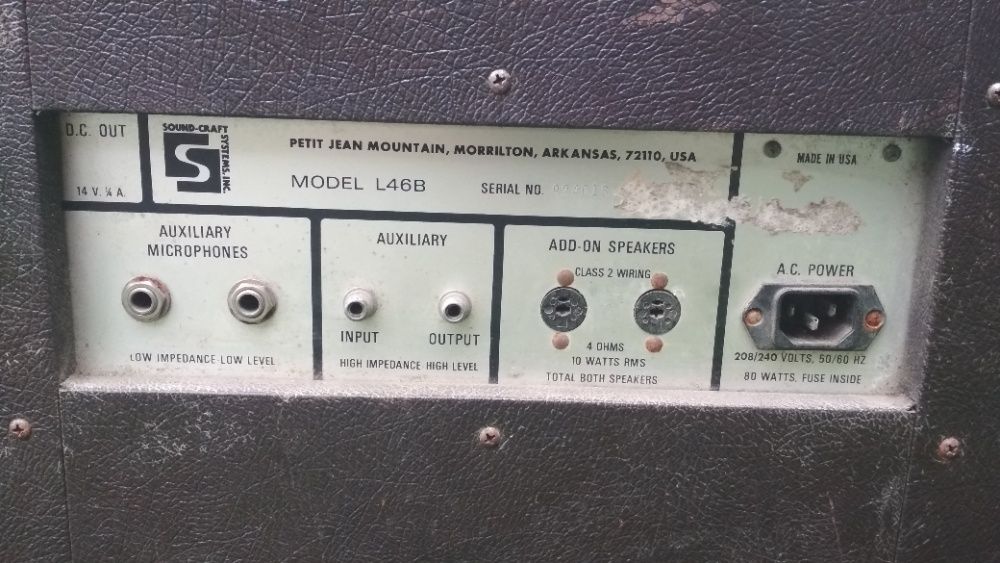 D.C. OUT
14 V. ¼ A.
SOUND-CRAFT
SYSTEMS, INC.
S
PETIT JEAN MOUNTAIN, MORRILTON, ARKANSAS, 72110, USA
MODEL L46B
SERIAL NO.
MADE IN USA
AUXILIARY
MICROPHONES
LOW IMPEDANCE-LOW LEVEL
AUXILIARY
INPUT
OUTPUT
HIGH IMPEDANCE HIGH LEVEL
ADD-ON SPEAKERS
CLASS 2 WIRING
4 OHMS
10 WATTS RMS
TOTAL BOTH SPEAKERS
A.C. POWER
208/240 VOLTS, 50/60 HZ
80 WATTS, FUSE INSIDE